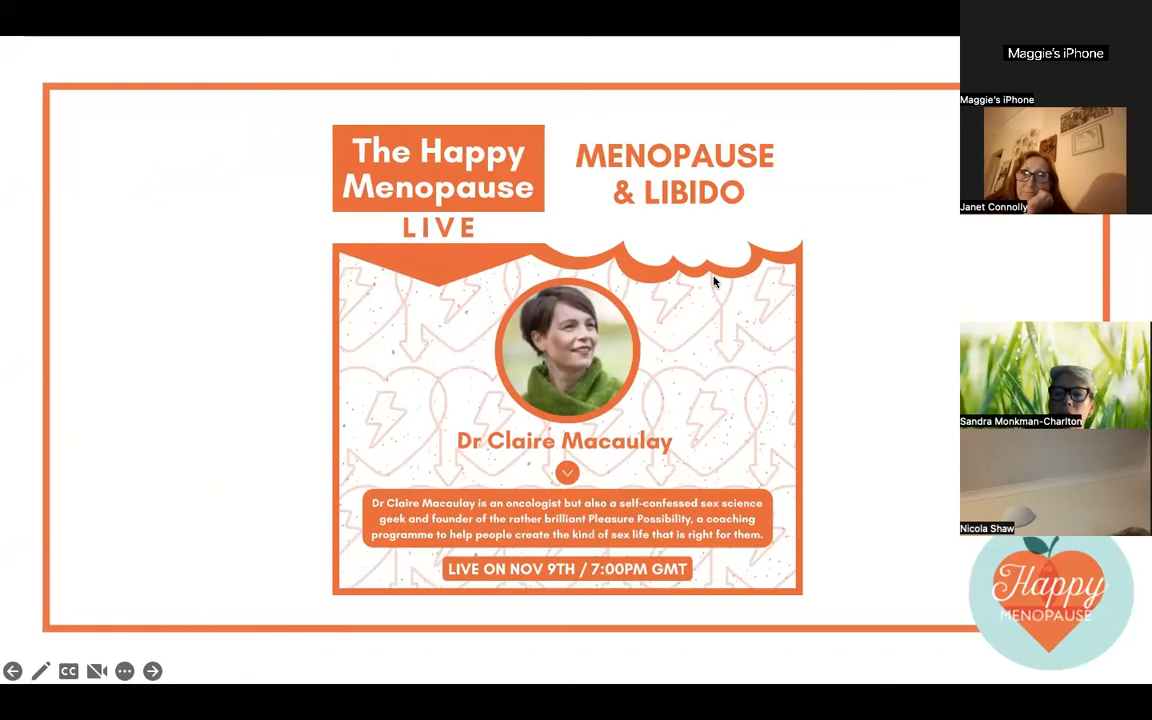 The Happy
Menopause
LIVE
MENOPAUSE
& LIBIDO
Dr Claire Macaulay
Dr Claire Macaulay is an oncologist but also a self-confessed sex science
geek and founder of the rather brilliant Pleasure Possibility, a coaching
programme to help people create the kind of sex life that is right for them.
LIVE ON NOV 9TH / 7:00PM GMT
Maggie's iPhone
Maggie's iPhone
Janet Connolly
Sandra Monkman-Charlton
Nicola Shaw
THE
Happy
MENOPAUSE
CC